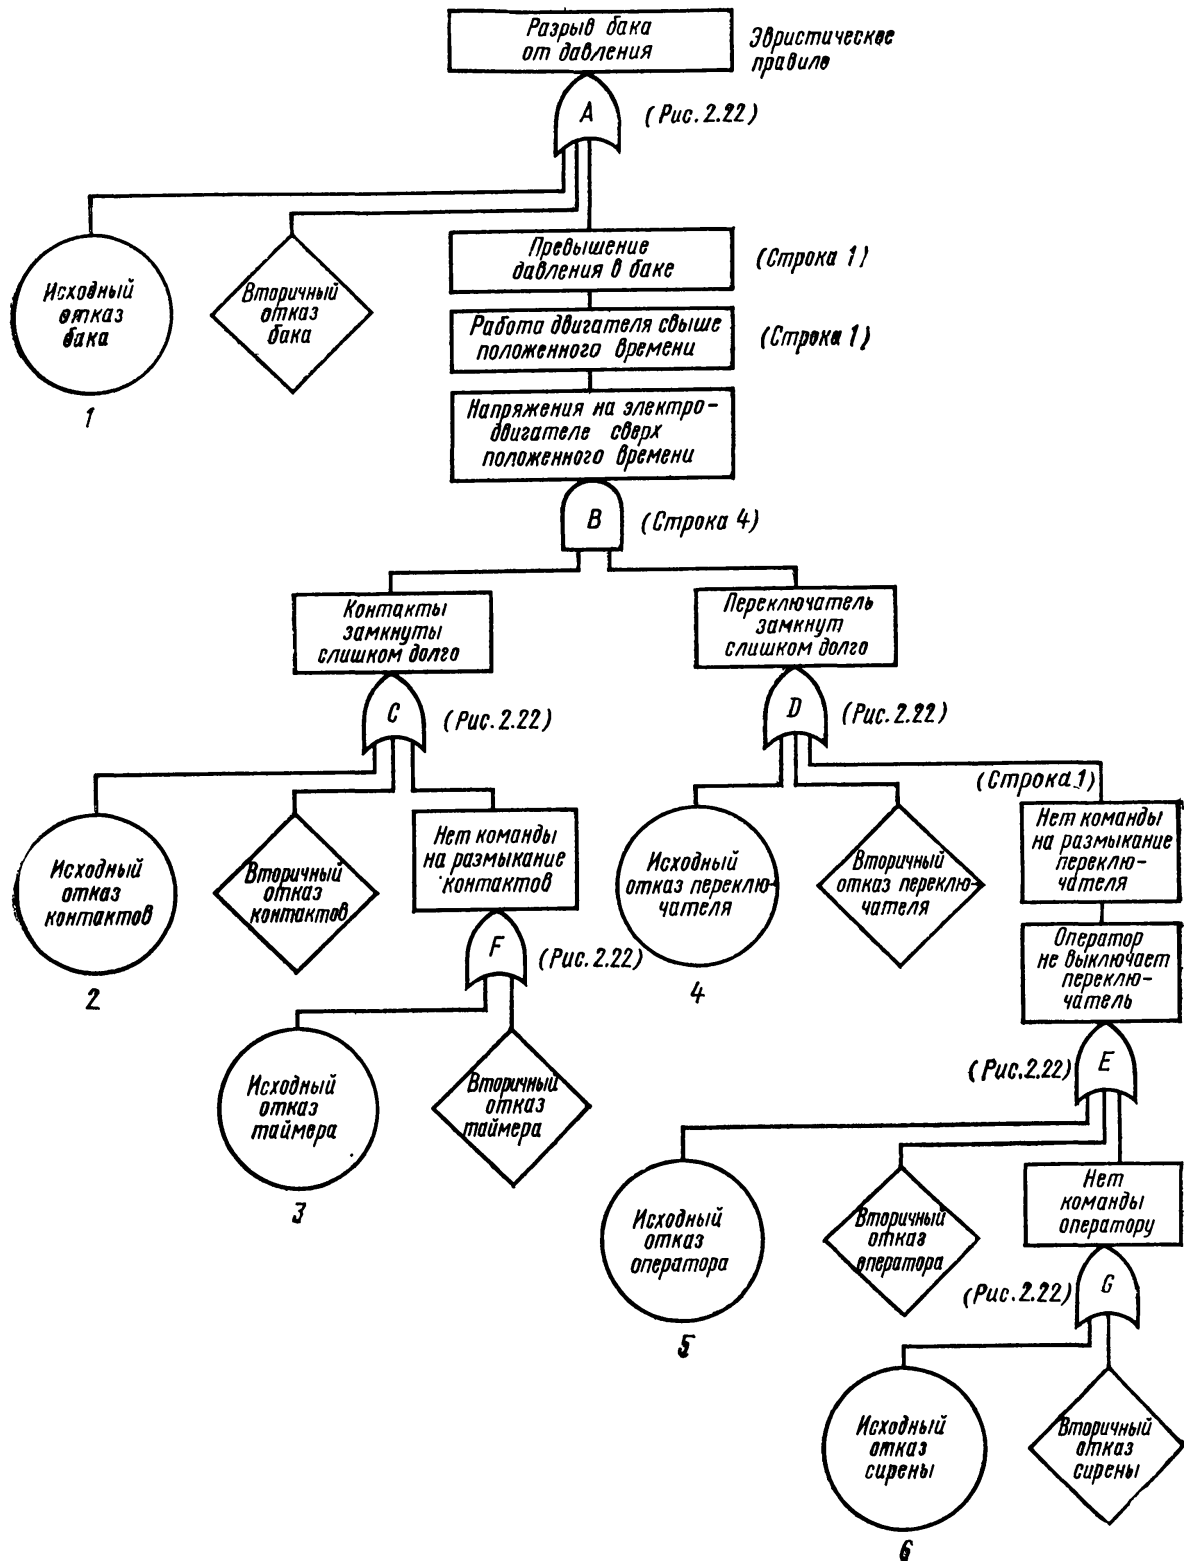 Разрыв бака
от давления
Эвристическое
правило
A
(Рис. 2.22)
Исходный
отказ
бака
1
Вторичный
отказ
бака
Превышение
давления в баке
(Строка 1)
Работа двигателя свыше
положенного времени
(Строка 1)
Напряжения на электро-
двигателе сверх
положенного времени
B
(Строка 4)
Контакты
замкнуты
слишком долго
Переключатель
замкнут
слишком долго
C
(Рис. 2.22)
D
(Рис. 2.22)
Исходный
отказ
контактов
2
Вторичный
отказ
контактов
Нет команды
на размыкание
контактов
F
(Рис. 2.22)
Исходный
отказ
таймера
3
Вторичный
отказ
таймера
Исходный
отказ переклю-
чателя
4
Вторичный
отказ переклю-
чателя
(Строка 1)
Нет команды
на размыкание
переклю-
чателя
Оператор
не выключает
переклю-
чатель
(Рис. 2.22)
E
Исходный
отказ
оператора
5
Вторичный
отказ
оператора
Нет
команды
оператору
(Рис. 2.22)
G
Исходный
отказ
сирены
6
Вторичный
отказ
сирены